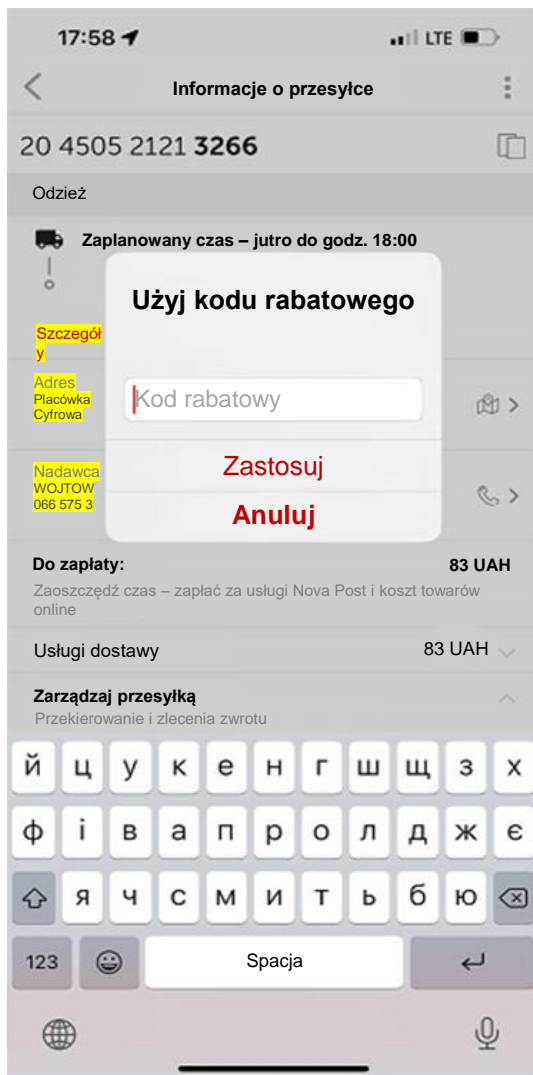 17:58
LTE
Informacje o przesyłce
20 4505 2121 3266
Odzież
Zaplanowany czas – jutro do godz. 18:00
Użyj kodu rabatowego
Szczegół
y
Adres
Placówka
Cyfrowa
Kod rabatowy
Zastosuj
Nadawca
WOJTOW
066 575 3
Anuluj
Do zapłaty: 83 UAH
Zaoszczędź czas – zapłać za usługi Nova Post i koszt towarów
online
Usługi dostawy 83 UAH
Zarządzaj przesyłką
Przekierowanie i zlecenia zwrotu
й ц у к е н г ш щ з х
ф і в а п р о л д ж є
я ч с м и т ь б ю
123 Spacja